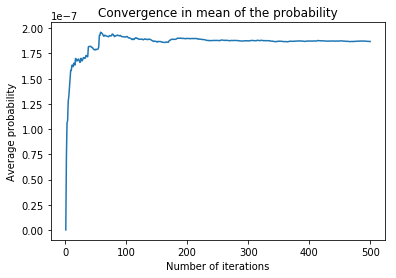 Convergence in mean of the probability
1e−7
2.00
1.75
1.50
1.25
1.00
0.75
0.50
0.25
0.00
Average probability
0 100 200 300 400 500
Number of iterations